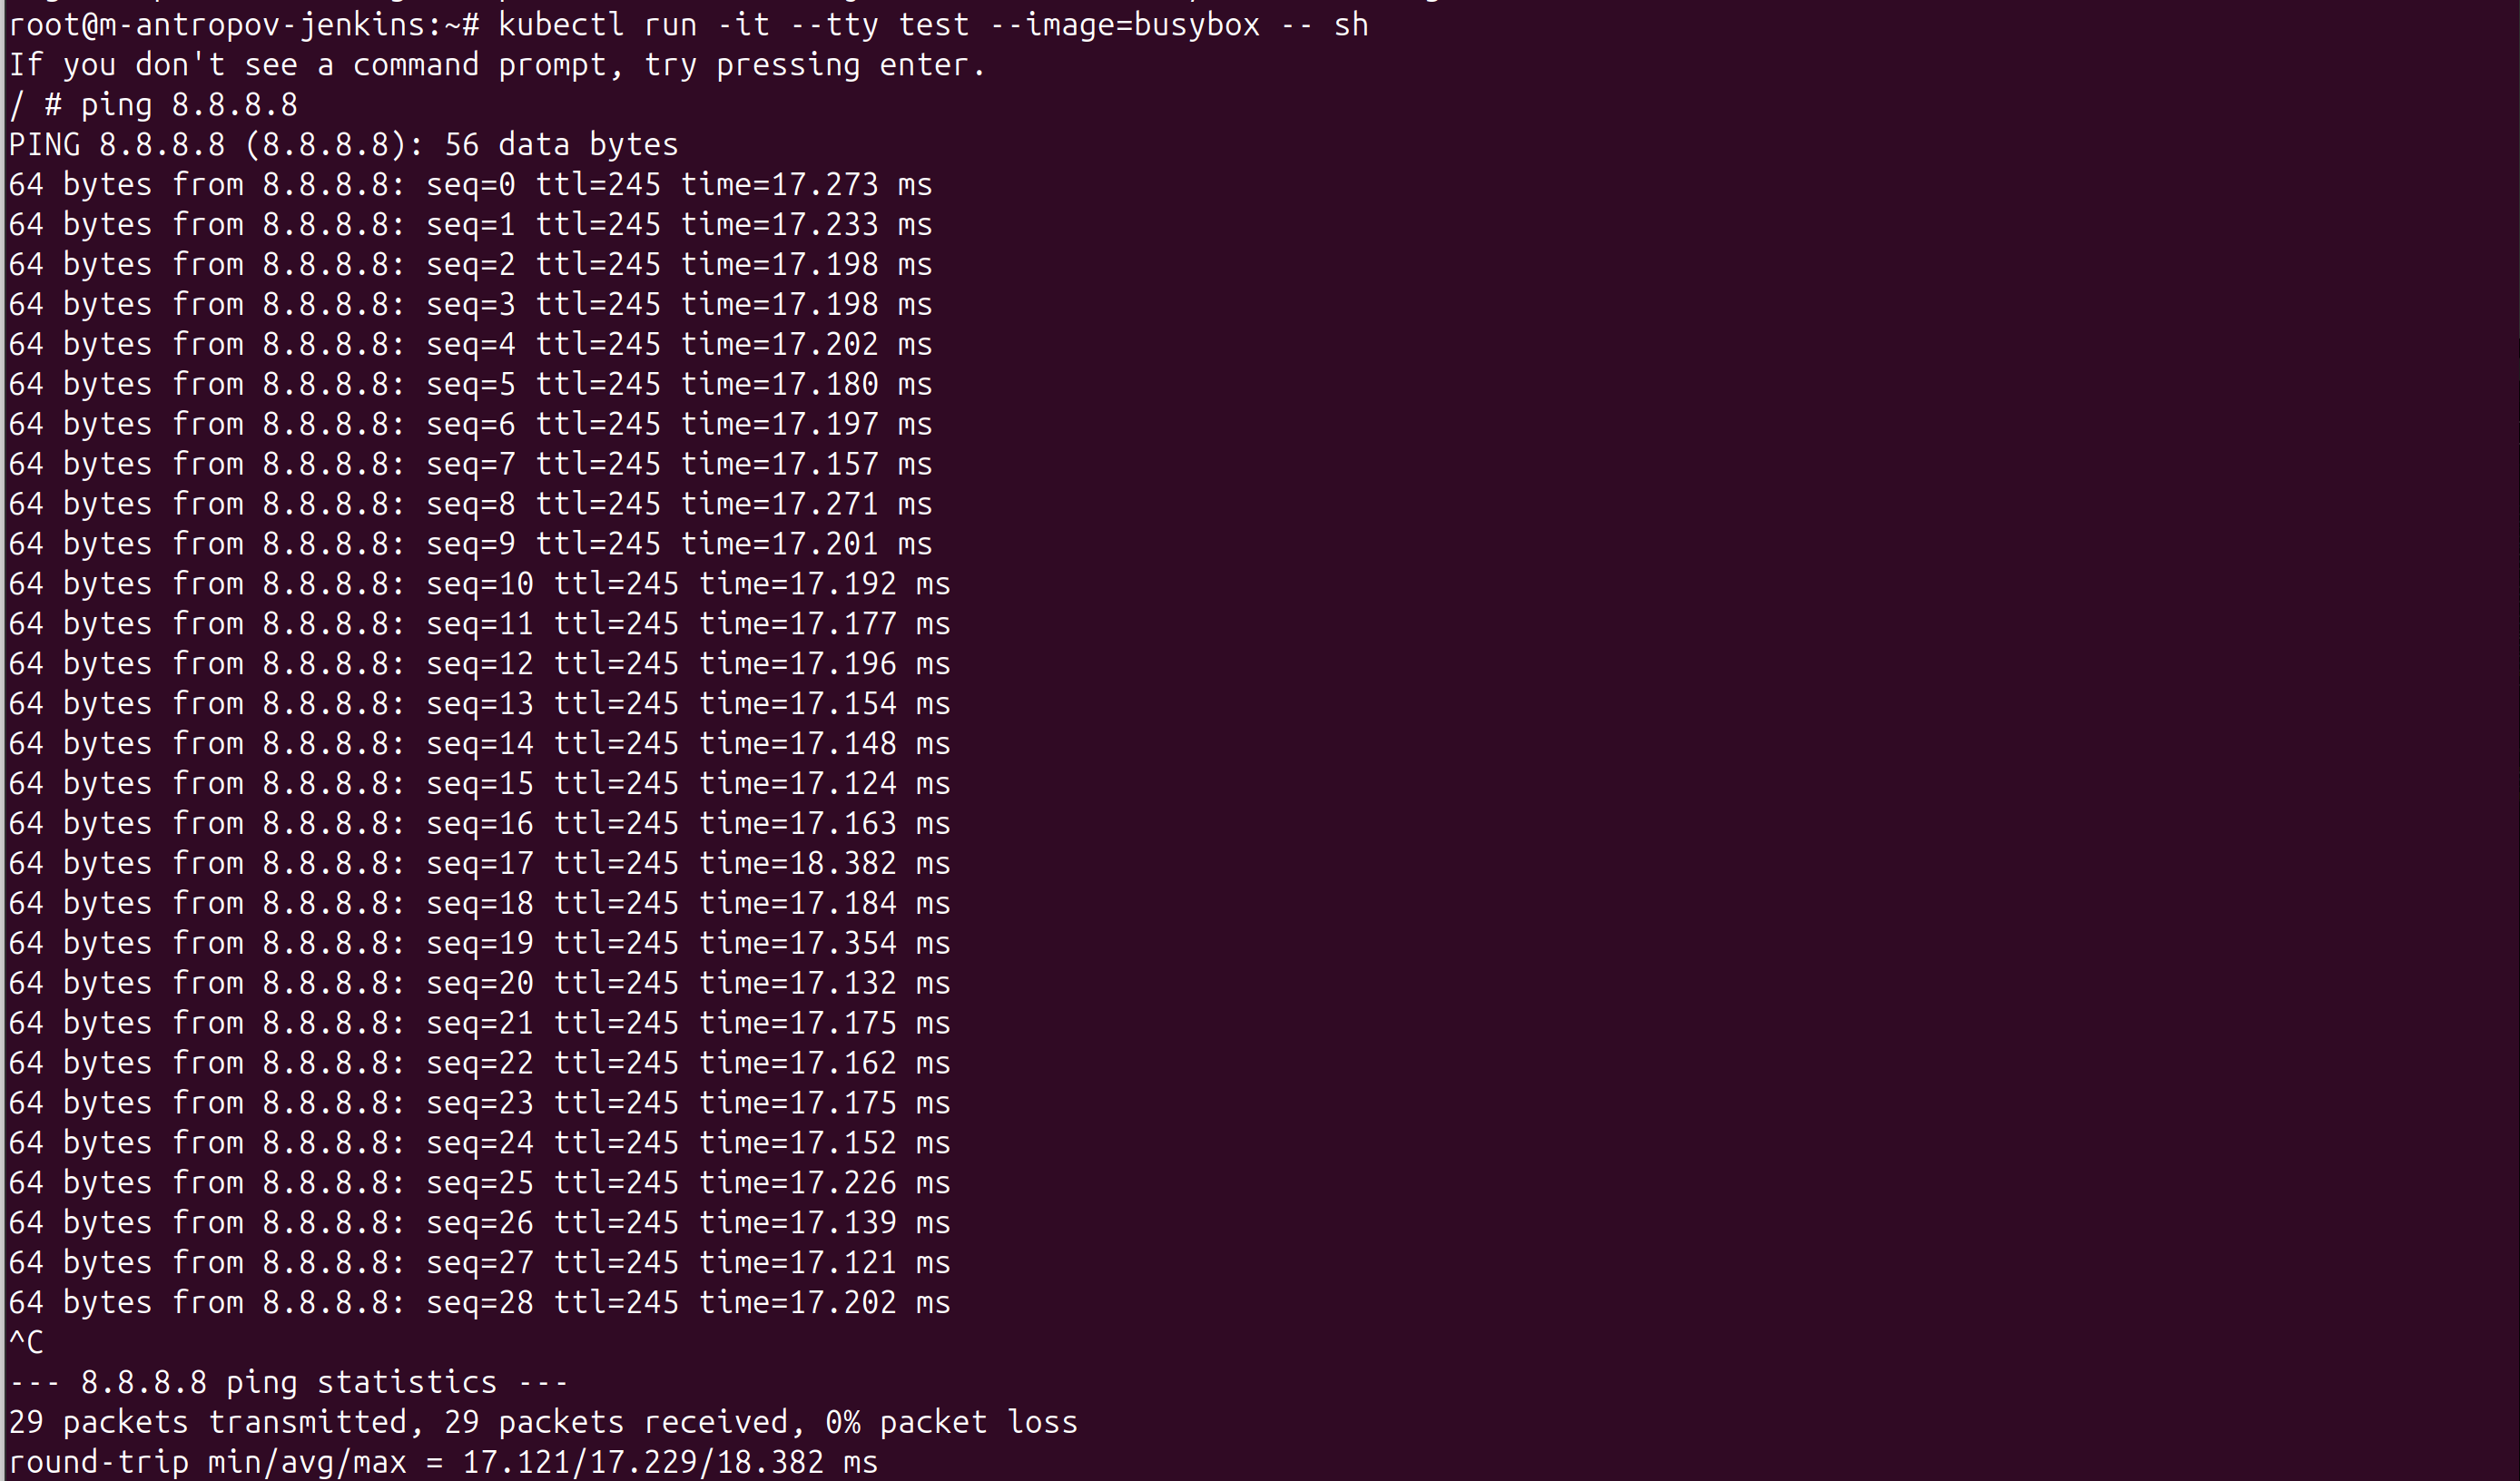 root@m-antropov-jenkins:~# kubectl run -it --tty test --image=busybox -- sh
If you don't see a command prompt, try pressing enter.
/ # ping 8.8.8.8
PING 8.8.8.8 (8.8.8.8): 56 data bytes
64 bytes from 8.8.8.8: seq=0 ttl=245 time=17.273 ms
64 bytes from 8.8.8.8: seq=1 ttl=245 time=17.233 ms
64 bytes from 8.8.8.8: seq=2 ttl=245 time=17.198 ms
64 bytes from 8.8.8.8: seq=3 ttl=245 time=17.198 ms
64 bytes from 8.8.8.8: seq=4 ttl=245 time=17.202 ms
64 bytes from 8.8.8.8: seq=5 ttl=245 time=17.180 ms
64 bytes from 8.8.8.8: seq=6 ttl=245 time=17.197 ms
64 bytes from 8.8.8.8: seq=7 ttl=245 time=17.157 ms
64 bytes from 8.8.8.8: seq=8 ttl=245 time=17.271 ms
64 bytes from 8.8.8.8: seq=9 ttl=245 time=17.201 ms
64 bytes from 8.8.8.8: seq=10 ttl=245 time=17.192 ms
64 bytes from 8.8.8.8: seq=11 ttl=245 time=17.177 ms
64 bytes from 8.8.8.8: seq=12 ttl=245 time=17.196 ms
64 bytes from 8.8.8.8: seq=13 ttl=245 time=17.154 ms
64 bytes from 8.8.8.8: seq=14 ttl=245 time=17.148 ms
64 bytes from 8.8.8.8: seq=15 ttl=245 time=17.124 ms
64 bytes from 8.8.8.8: seq=16 ttl=245 time=17.163 ms
64 bytes from 8.8.8.8: seq=17 ttl=245 time=18.382 ms
64 bytes from 8.8.8.8: seq=18 ttl=245 time=17.184 ms
64 bytes from 8.8.8.8: seq=19 ttl=245 time=17.354 ms
64 bytes from 8.8.8.8: seq=20 ttl=245 time=17.132 ms
64 bytes from 8.8.8.8: seq=21 ttl=245 time=17.175 ms
64 bytes from 8.8.8.8: seq=22 ttl=245 time=17.162 ms
64 bytes from 8.8.8.8: seq=23 ttl=245 time=17.175 ms
64 bytes from 8.8.8.8: seq=24 ttl=245 time=17.152 ms
64 bytes from 8.8.8.8: seq=25 ttl=245 time=17.226 ms
64 bytes from 8.8.8.8: seq=26 ttl=245 time=17.139 ms
64 bytes from 8.8.8.8: seq=27 ttl=245 time=17.121 ms
64 bytes from 8.8.8.8: seq=28 ttl=245 time=17.202 ms
^C
--- 8.8.8.8 ping statistics ---
29 packets transmitted, 29 packets received, 0% packet loss
round-trip min/avg/max = 17.121/17.229/18.382 ms